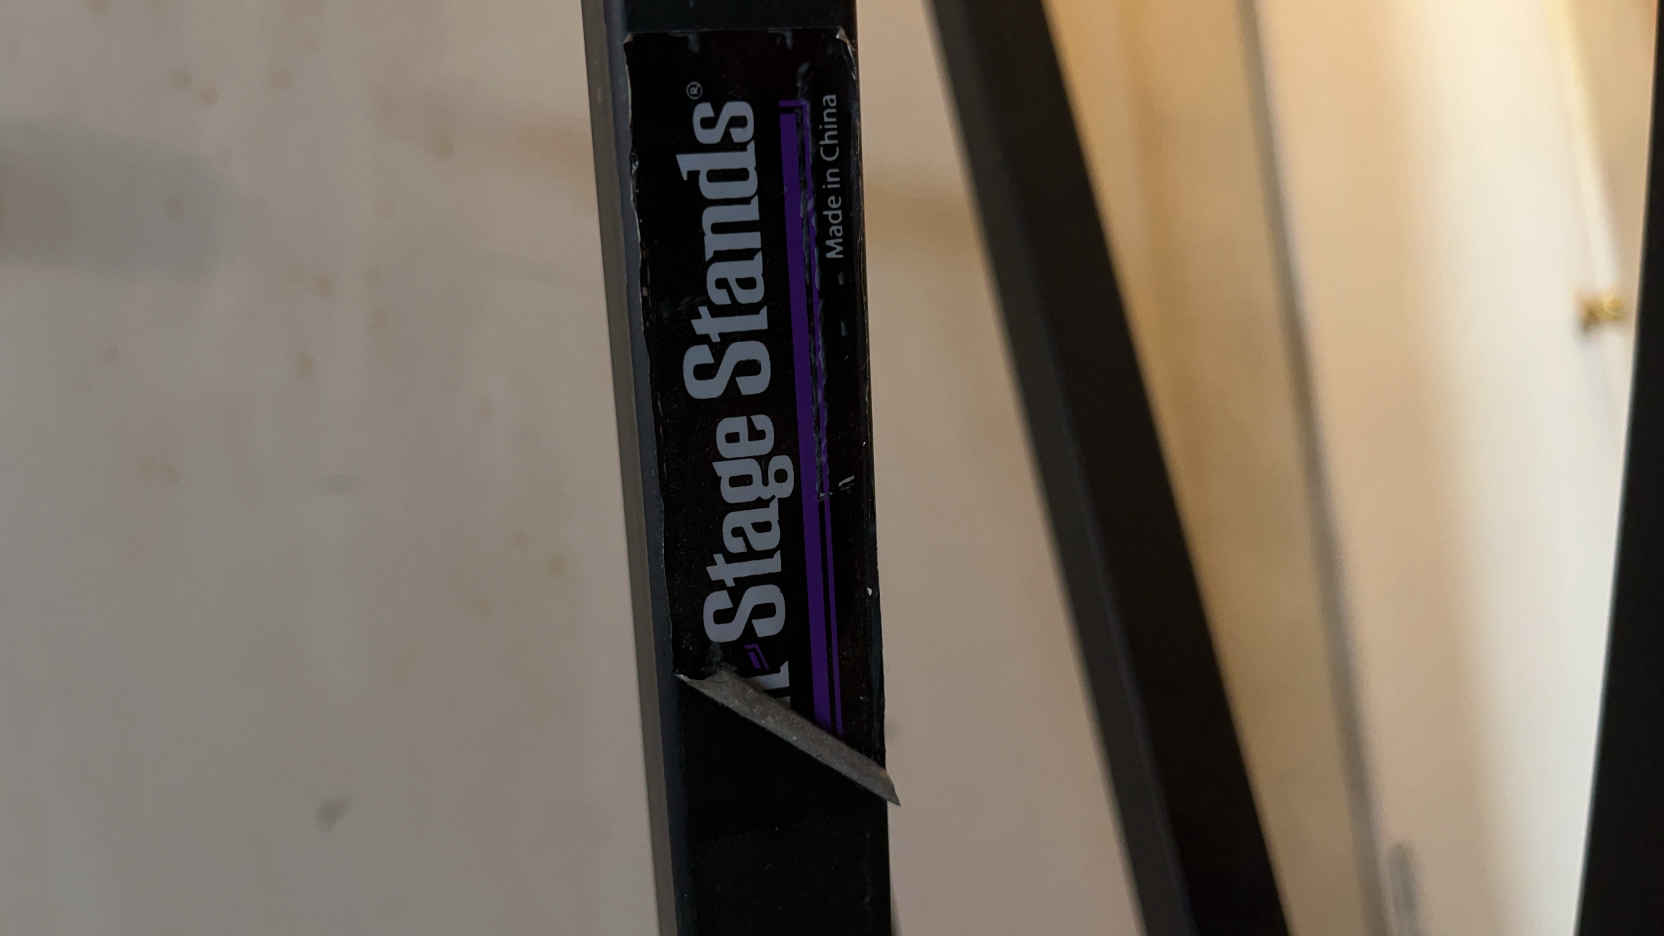 Stage Stands®
Made in China